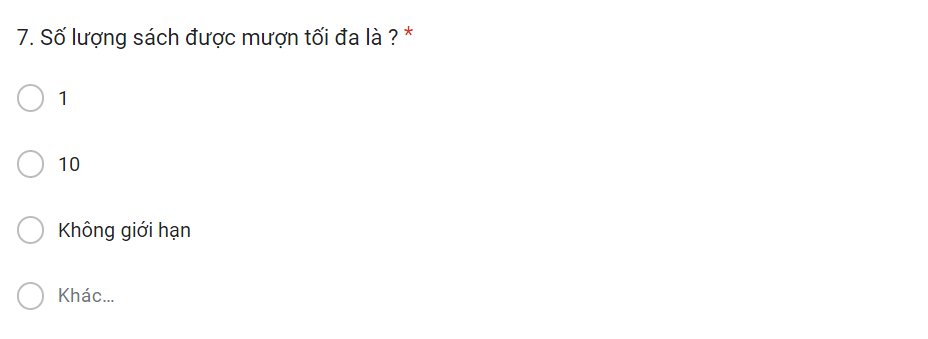 7. Số lượng sách được mượn tối đa là ? *
1
10
Không giới hạn
Khác...